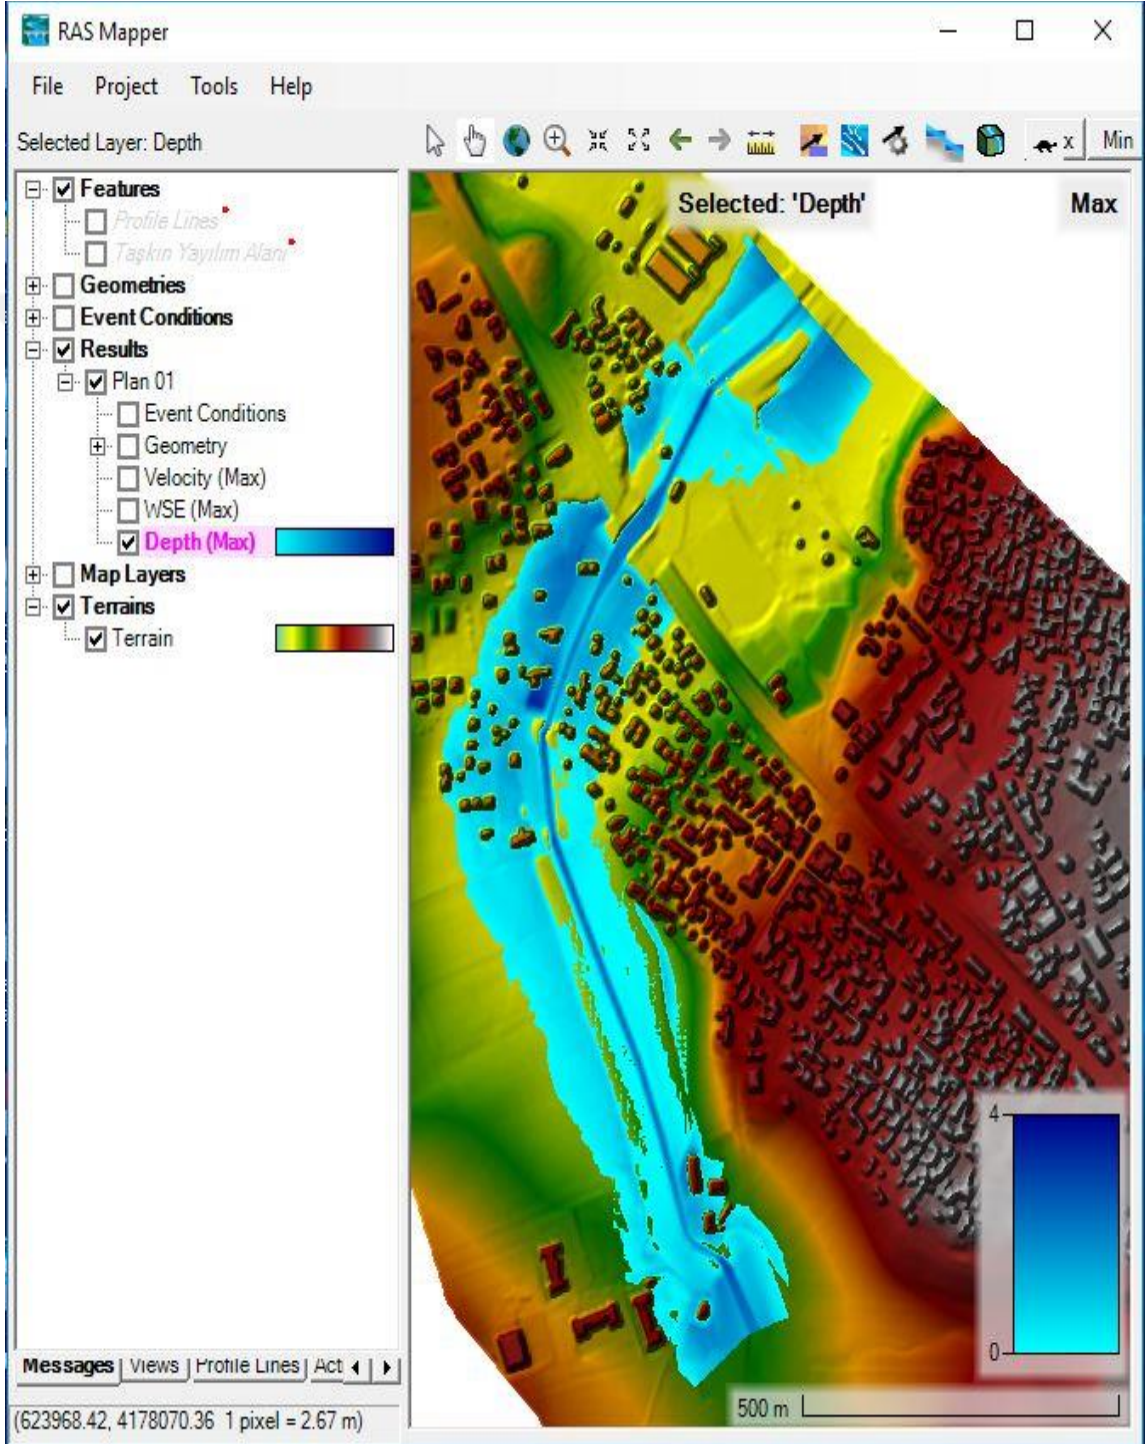 RAS Mapper
File Project Tools Help
Selected Layer: Depth
x Min
Features
Profile Lines
Taşkın Yayılım Alanı
Geometries
Event Conditions
Results
Plan 01
Event Conditions
Geometry
Velocity (Max)
WSE (Max)
Depth (Max)
Map Layers
Terrains
Terrain
Selected: 'Depth' Max
4
0
500 m
Messages Views Profile Lines Act
(623968.42, 4178070.36 1 pixel = 2.67 m)